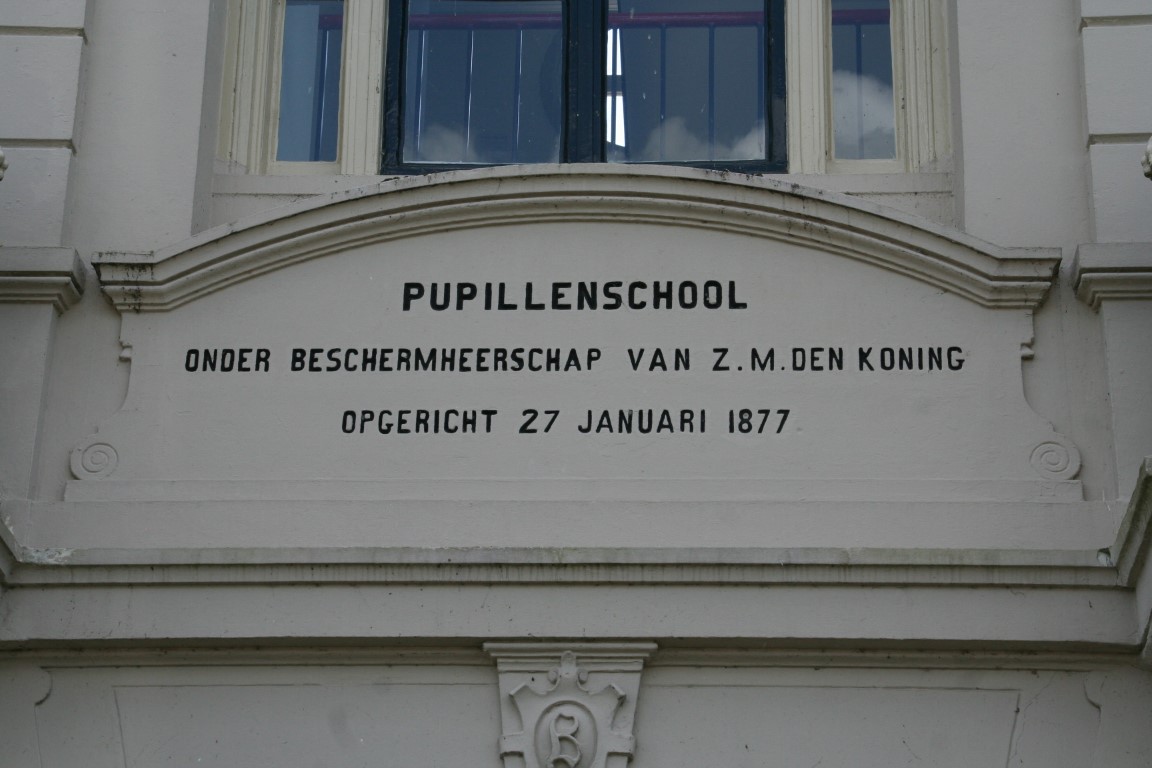 PUPILLENSCHOOL
ONDER BESCHERMHEERSCHAP VAN Z.M.DEN KONING
OPGERICHT 27 JANUARI 1877
B